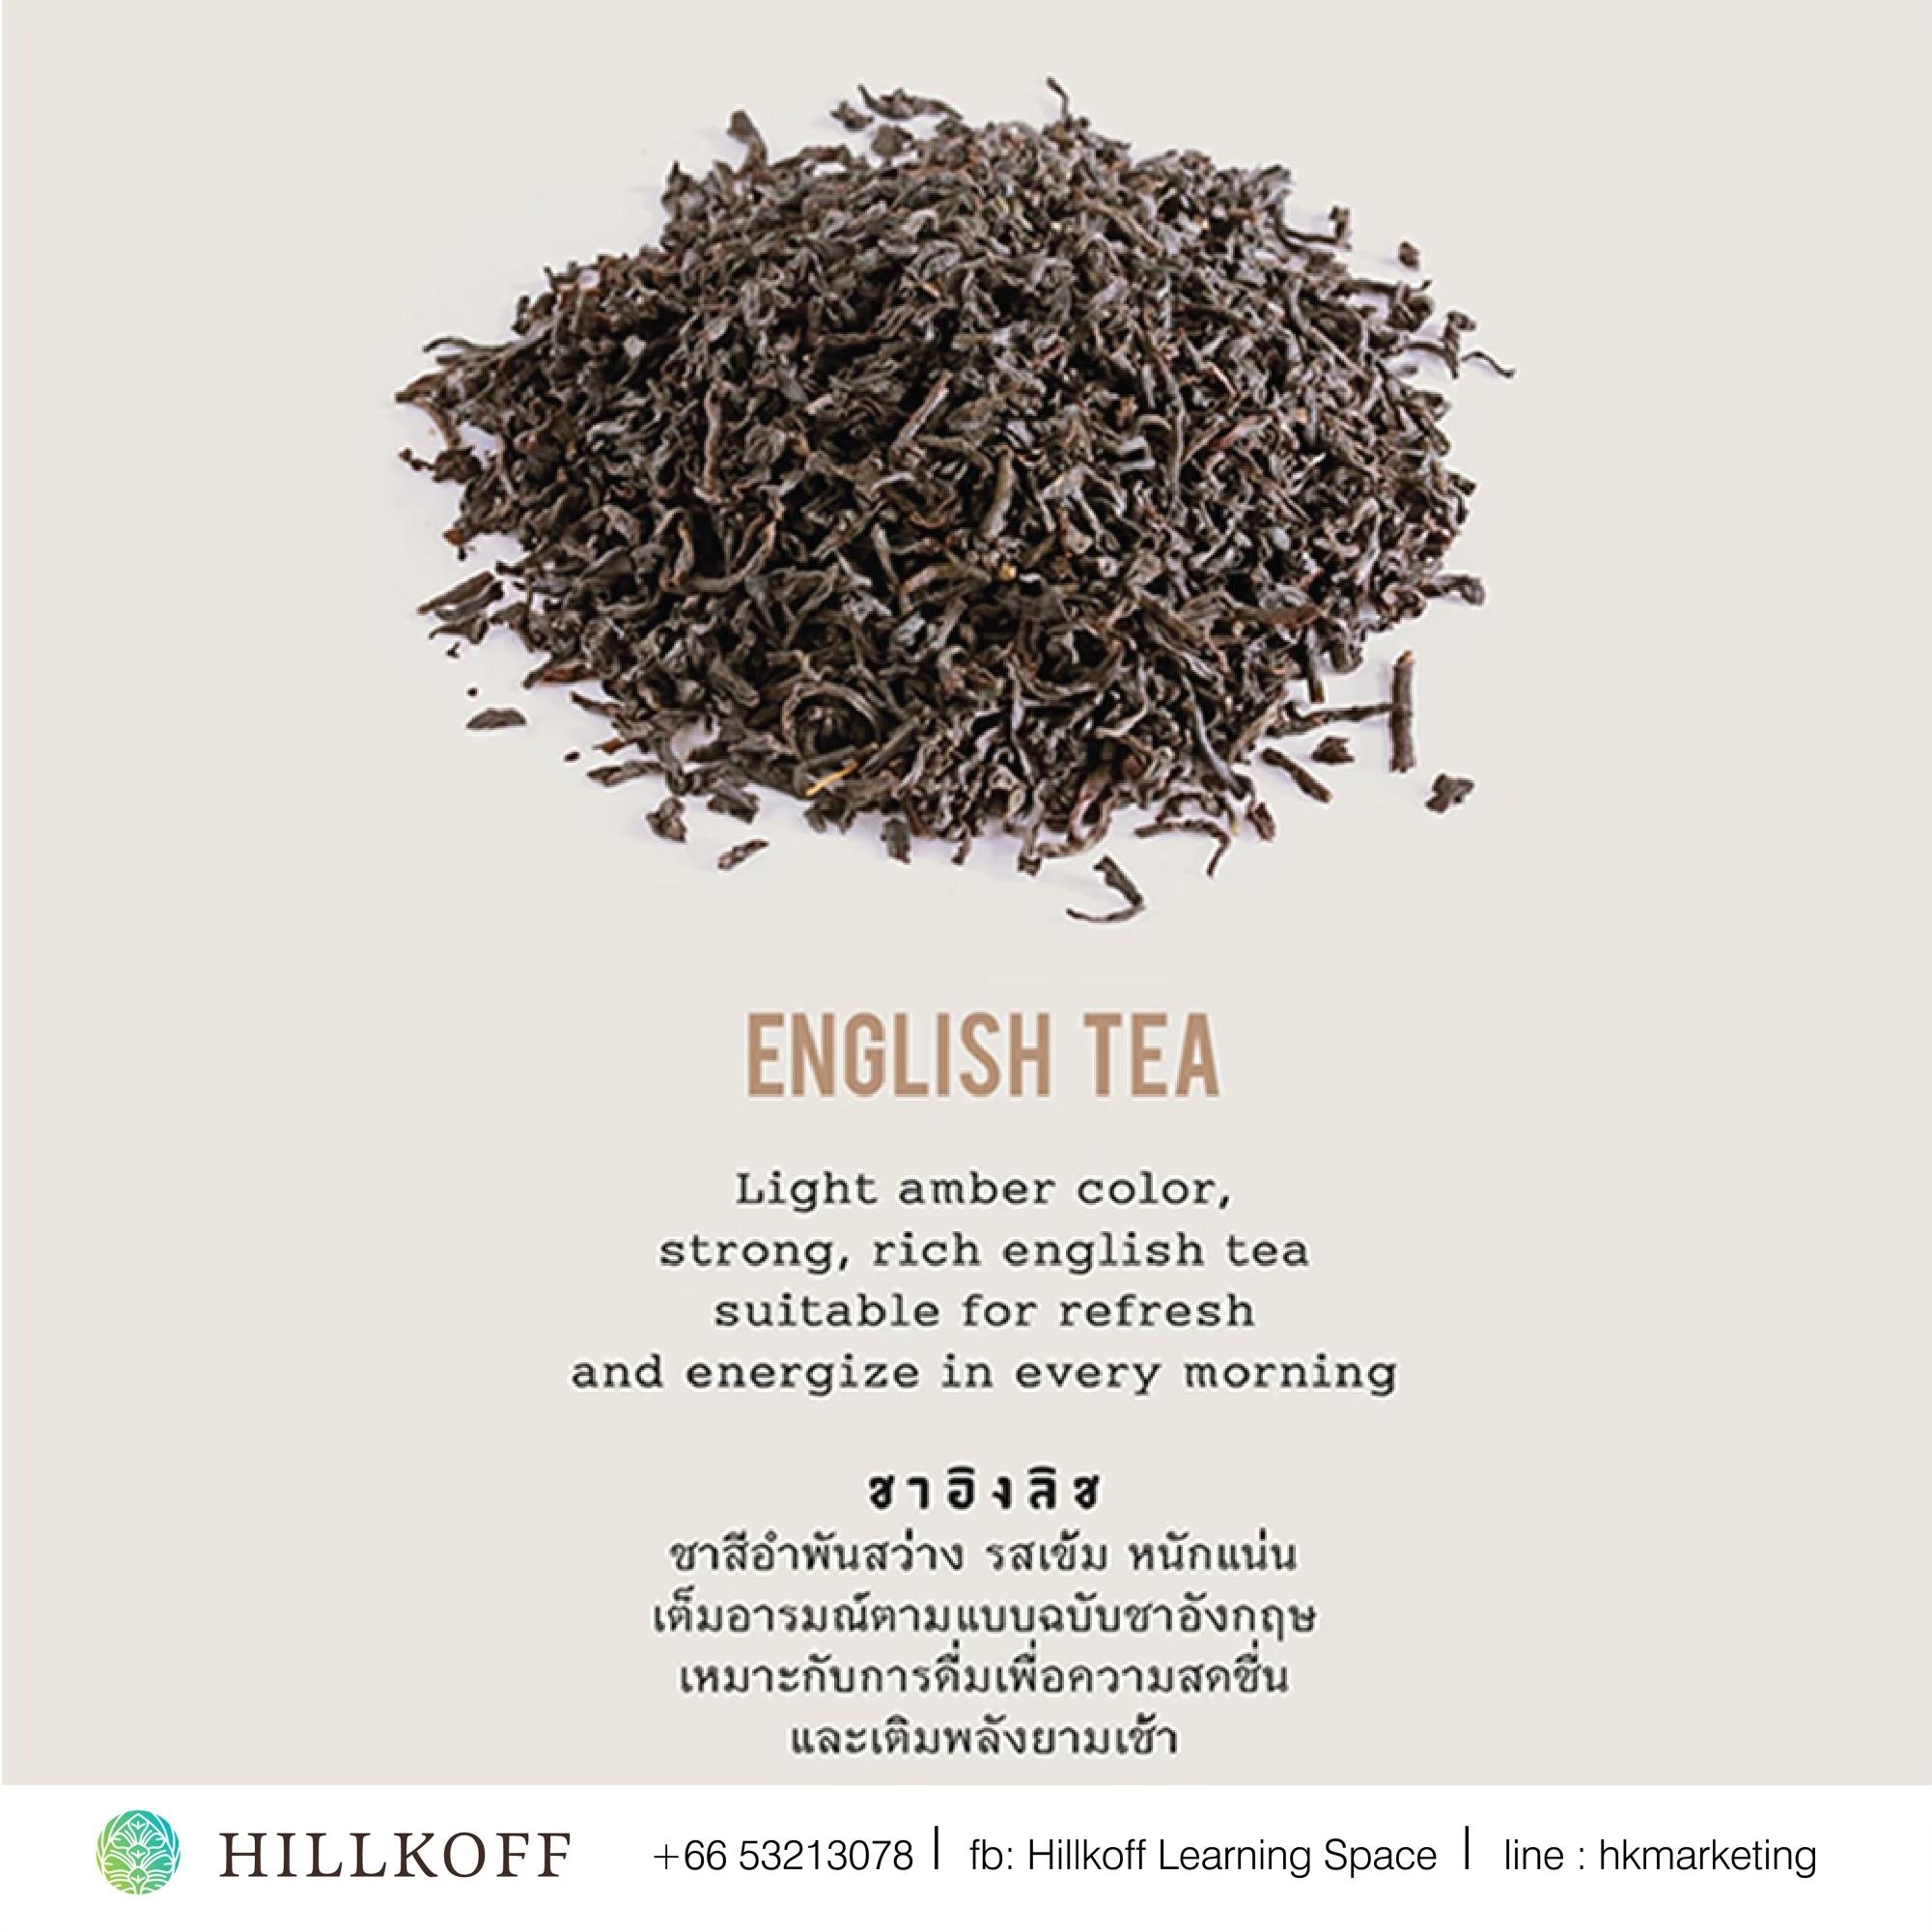 ENGLISH TEA
Light amber color,
strong, rich english tea
suitable for refresh
and energize in every morning
ชาอิงลิช
ชาสีอำพันสว่าง รสเข้ม หนักแน่น
เต็มอารมณ์ตามแบบฉบับชาอังกฤษ
เหมาะกับการดื่มเพื่อความสดชื่น
และเติมพลังยามเช้า
HILLKOFF +66 53213078 | fb: Hillkoff Learning Space | line : hkmarketing